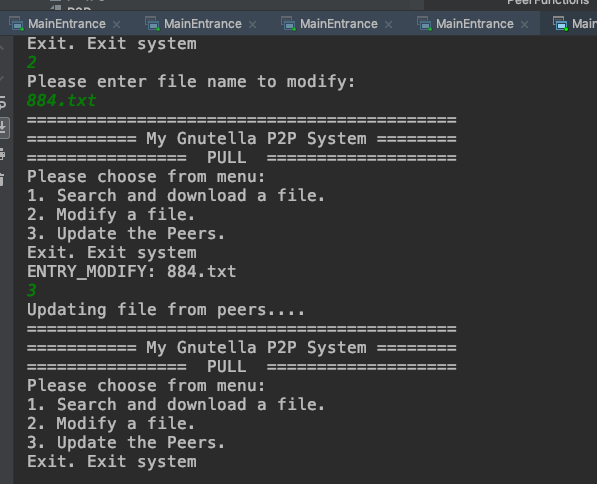 PeerFunctions
MainEntrance × MainEntrance × MainEntrance × MainEntrance × Main
Exit. Exit system
2
Please enter file name to modify:
884.txt
===========================================
=========== My Gnutella P2P System ========
================  PULL  ===================
Please choose from menu:
1. Search and download a file.
2. Modify a file.
3. Update the Peers.
Exit. Exit system
ENTRY_MODIFY: 884.txt
3
Updating file from peers....
===========================================
=========== My Gnutella P2P System ========
================  PULL  ===================
Please choose from menu:
1. Search and download a file.
2. Modify a file.
3. Update the Peers.
Exit. Exit system